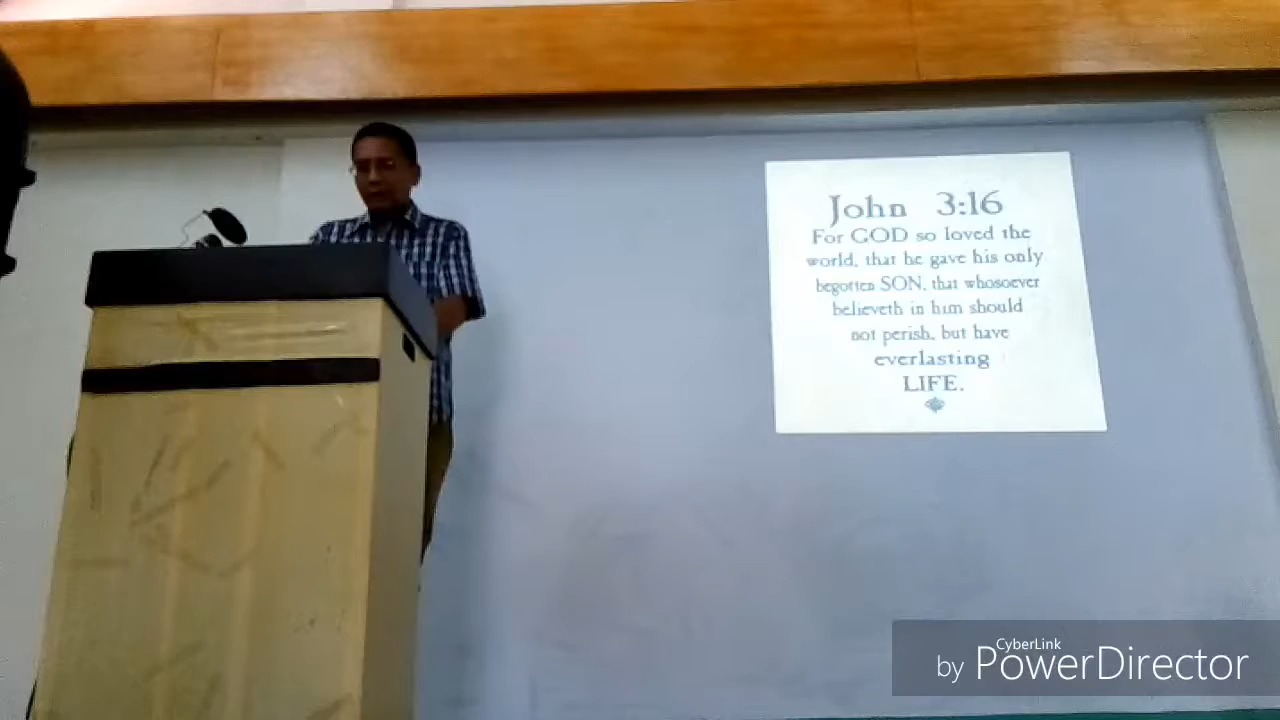 John 3:16
For GOD so loved the
world, that he gave his only
begotten SON, that whosoever
believeth in him should
not perish, but have
everlasting
LIFE.
CyberLink
by PowerDirector